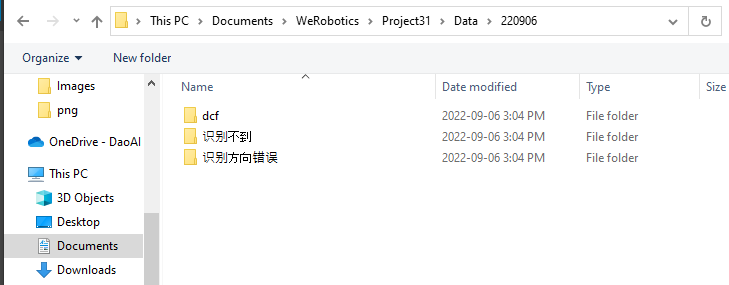 This PC > Documents > WeRobotics > Project31 > Data > 220906
Organize New folder
Images
png
OneDrive - DaoAI
This PC
3D Objects
Desktop
Documents
Downloads
Name Date modified Type Size
dcf 2022-09-06 3:04 PM File folder
识别不到 2022-09-06 3:04 PM File folder
识别方向错误 2022-09-06 3:04 PM File folder